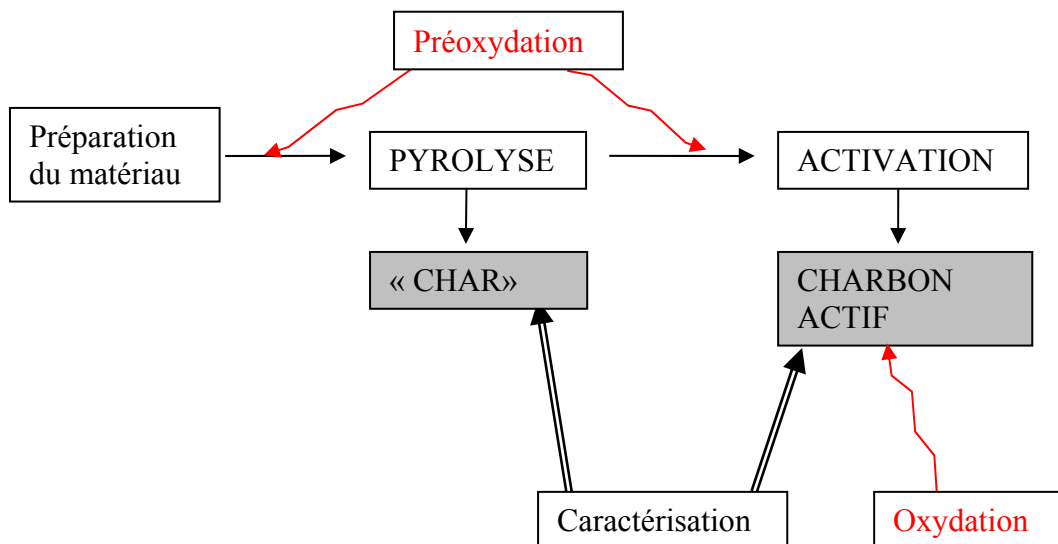 Préoxydation
Préparation
du matériau
PYROLYSE
ACTIVATION
« CHAR»
CHARBON
ACTIF
Caractérisation
Oxydation